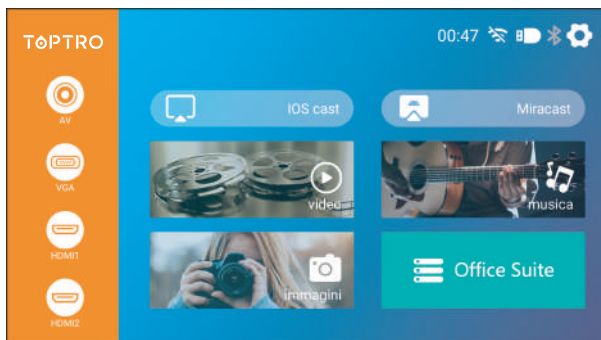 TOPTRO
00:47
AV
VGA
HDMI1
HDMI2
IOS cast
Miracast
video
musica
immagini
Office Suite